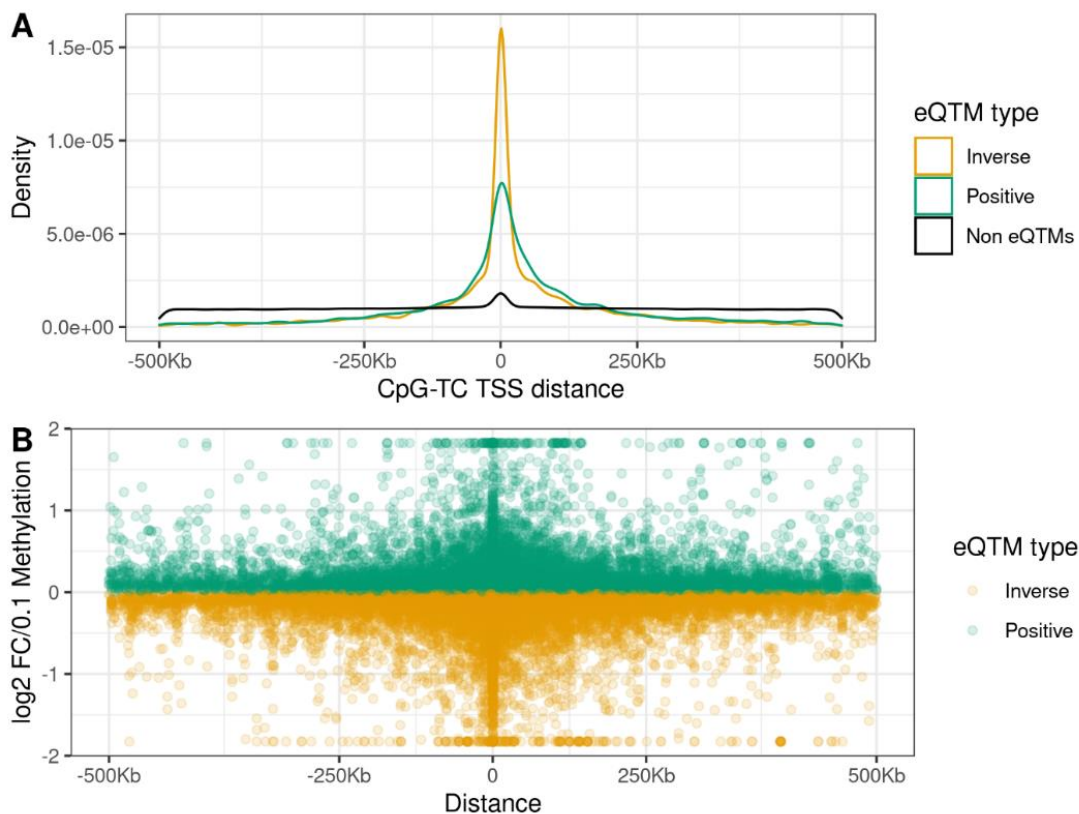 A
1.5e-05
1.0e-05
5.0e-06
0.0e+00
Density
-500Kb -250Kb 0 250Kb 500Kb
CpG-TC TSS distance
eQTM type
Inverse
Positive
Non eQTMs
B
2
1
0
-1
-2
log2 FC/0.1 Methylation
-500Kb -250Kb 0 250Kb 500Kb
Distance
eQTM type
Inverse
Positive